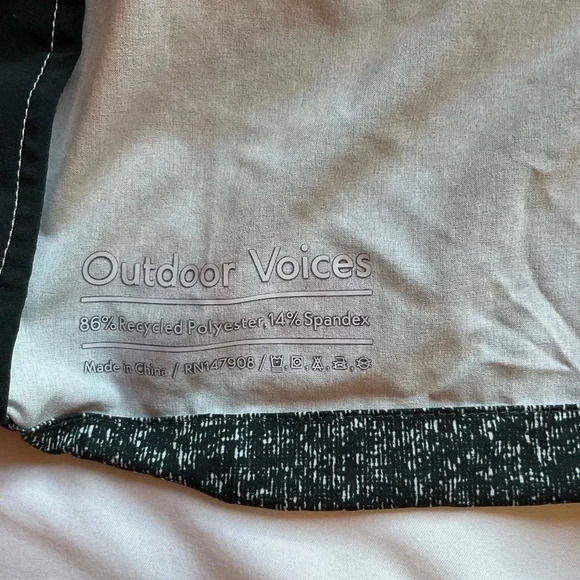 Outdoor Voices
86% Recycled Polyester, 14% Spandex
Made in China / RN147908 /